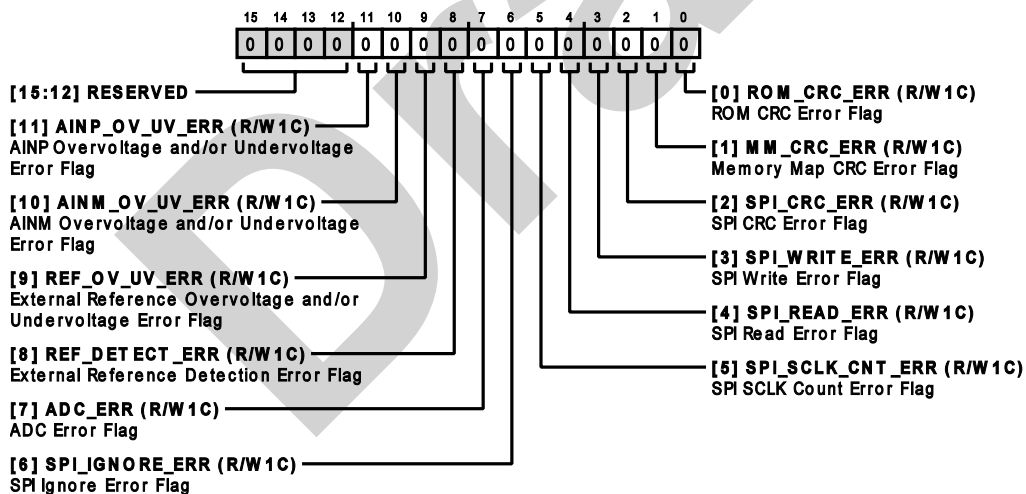 15 14 13 12 11 10 9 8 7 6 5 4 3 2 1 0
0 0 0 0 0 0 0 0 0 0 0 0 0 0 0 0
[15:12] RESERVED
[11] AINP_OV_UV_ERR (R/W1C)
AINP Overvoltage and/or Undervoltage
Error Flag
[10] AINM_OV_UV_ERR (R/W1C)
AINM Overvoltage and/or Undervoltage
Error Flag
[9] REF_OV_UV_ERR (R/W1C)
External Reference Overvoltage and/or
Undervoltage Error Flag
[8] REF_DETECT_ERR (R/W1C)
External Reference Detection Error Flag
[7] ADC_ERR (R/W1C)
ADC Error Flag
[6] SPI_IGNORE_ERR (R/W1C)
SPI Ignore Error Flag
[0] ROM_CRC_ERR (R/W1C)
ROM CRC Error Flag
[1] MM_CRC_ERR (R/W1C)
Memory Map CRC Error Flag
[2] SPI_CRC_ERR (R/W1C)
SPI CRC Error Flag
[3] SPI_WRITE_ERR (R/W1C)
SPI Write Error Flag
[4] SPI_READ_ERR (R/W1C)
SPI Read Error Flag
[5] SPI_SCLK_CNT_ERR (R/W1C)
SPI SCLK Count Error Flag